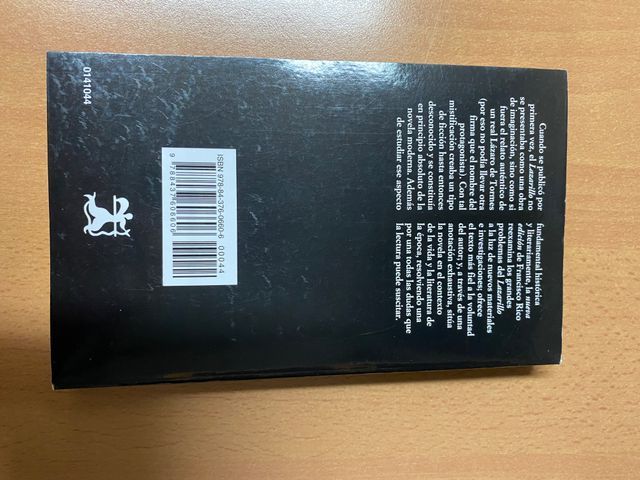 Cuando se publicó por
primera vez, el Lazarillo no
se presentaba como una obra
de imaginación, sino como si
fuera el relato auténtico de
un real Lázaro de Tormes
(por eso no podía llevar otra
firma que el nombre del
protagonista). Con tal
mistificación creaba un tipo
de ficción hasta entonces
desconocido y se constituía
en principio absoluto de la
novela moderna. Además
de estudiar ese aspecto
fundamental histórica
y literariamente, la nueva
edición de Francisco Rico
reexamina los grandes
problemas del Lazarillo
a la luz de nuevos materiales
e investigaciones; ofrece
el texto más fiel a la voluntad
del autor; y, a través de una
anotación exhaustiva, sitúa
la novela en el contexto
de la vida y la literatura de
la época, resolviendo una
por una todas las dudas que
la lectura puede suscitar.
ISBN 978-84-376-0660-6
00044
9 788437 606606
0141044